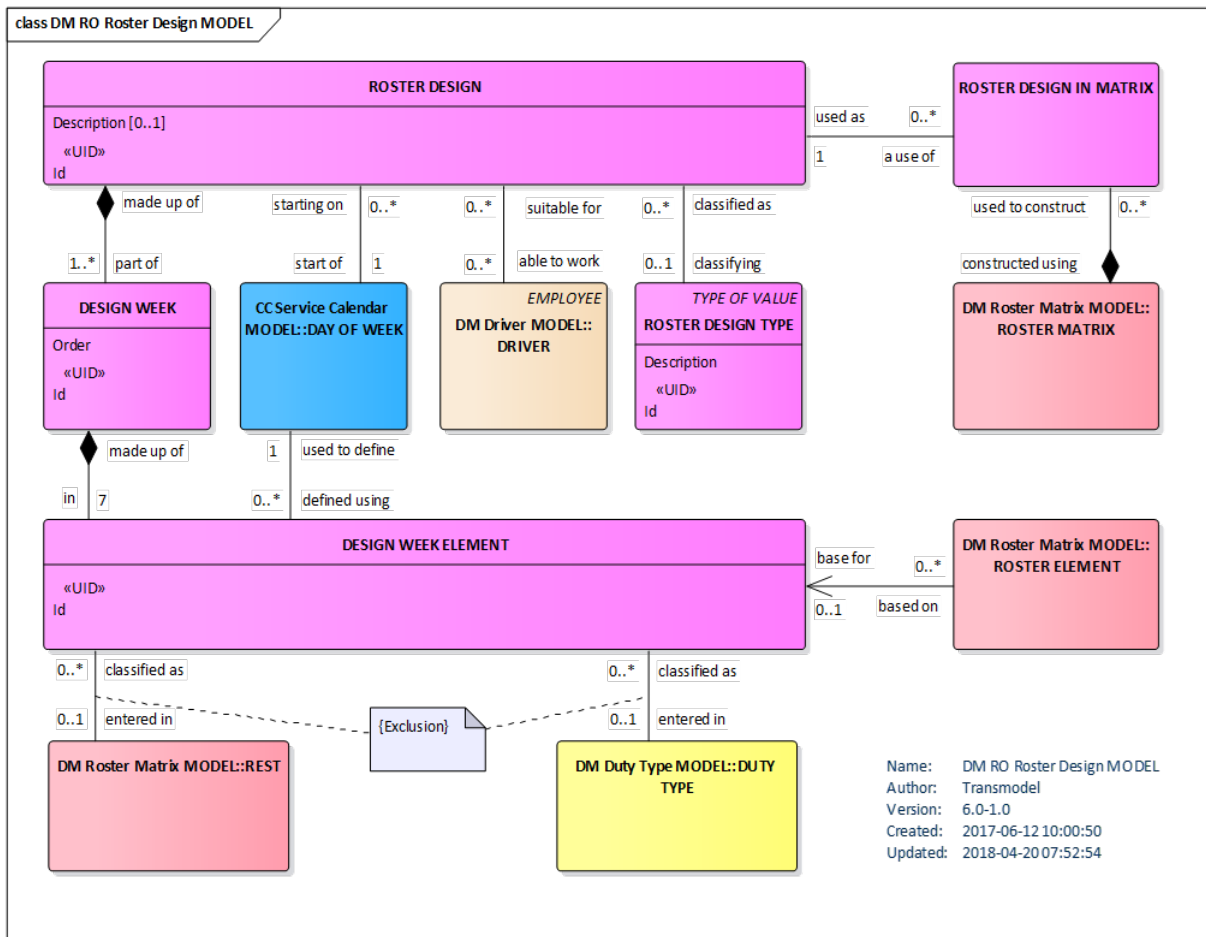 class DM RO Roster Design MODEL
ROSTER DESIGN
Description [0..1]
«UID»
Id
used as
0..*
1
a use of
ROSTER DESIGN IN MATRIX
made up of
1..*
part of
starting on
0..*
start of
1
0..*
suitable for
0..*
able to work
0..*
classified as
0..1
classifying
used to construct
0..*
constructed using
DESIGN WEEK
Order
«UID»
Id
CC Service Calendar
MODEL::DAY OF WEEK
EMPLOYEE
DM Driver MODEL::
DRIVER
TYPE OF VALUE
ROSTER DESIGN TYPE
Description
«UID»
Id
DM Roster Matrix MODEL::
ROSTER MATRIX
made up of
in
7
1
used to define
0..*
defined using
DESIGN WEEK ELEMENT
«UID»
Id
base for
0..*
0..1
based on
DM Roster Matrix MODEL::
ROSTER ELEMENT
0..*
classified as
0..1
entered in
{Exclusion}
0..*
classified as
0..1
entered in
DM Roster Matrix MODEL::REST
DM Duty Type MODEL::DUTY
TYPE
Name: DM RO Roster Design MODEL
Author: Transmodel
Version: 6.0-1.0
Created: 2017-06-12 10:00:50
Updated: 2018-04-20 07:52:54